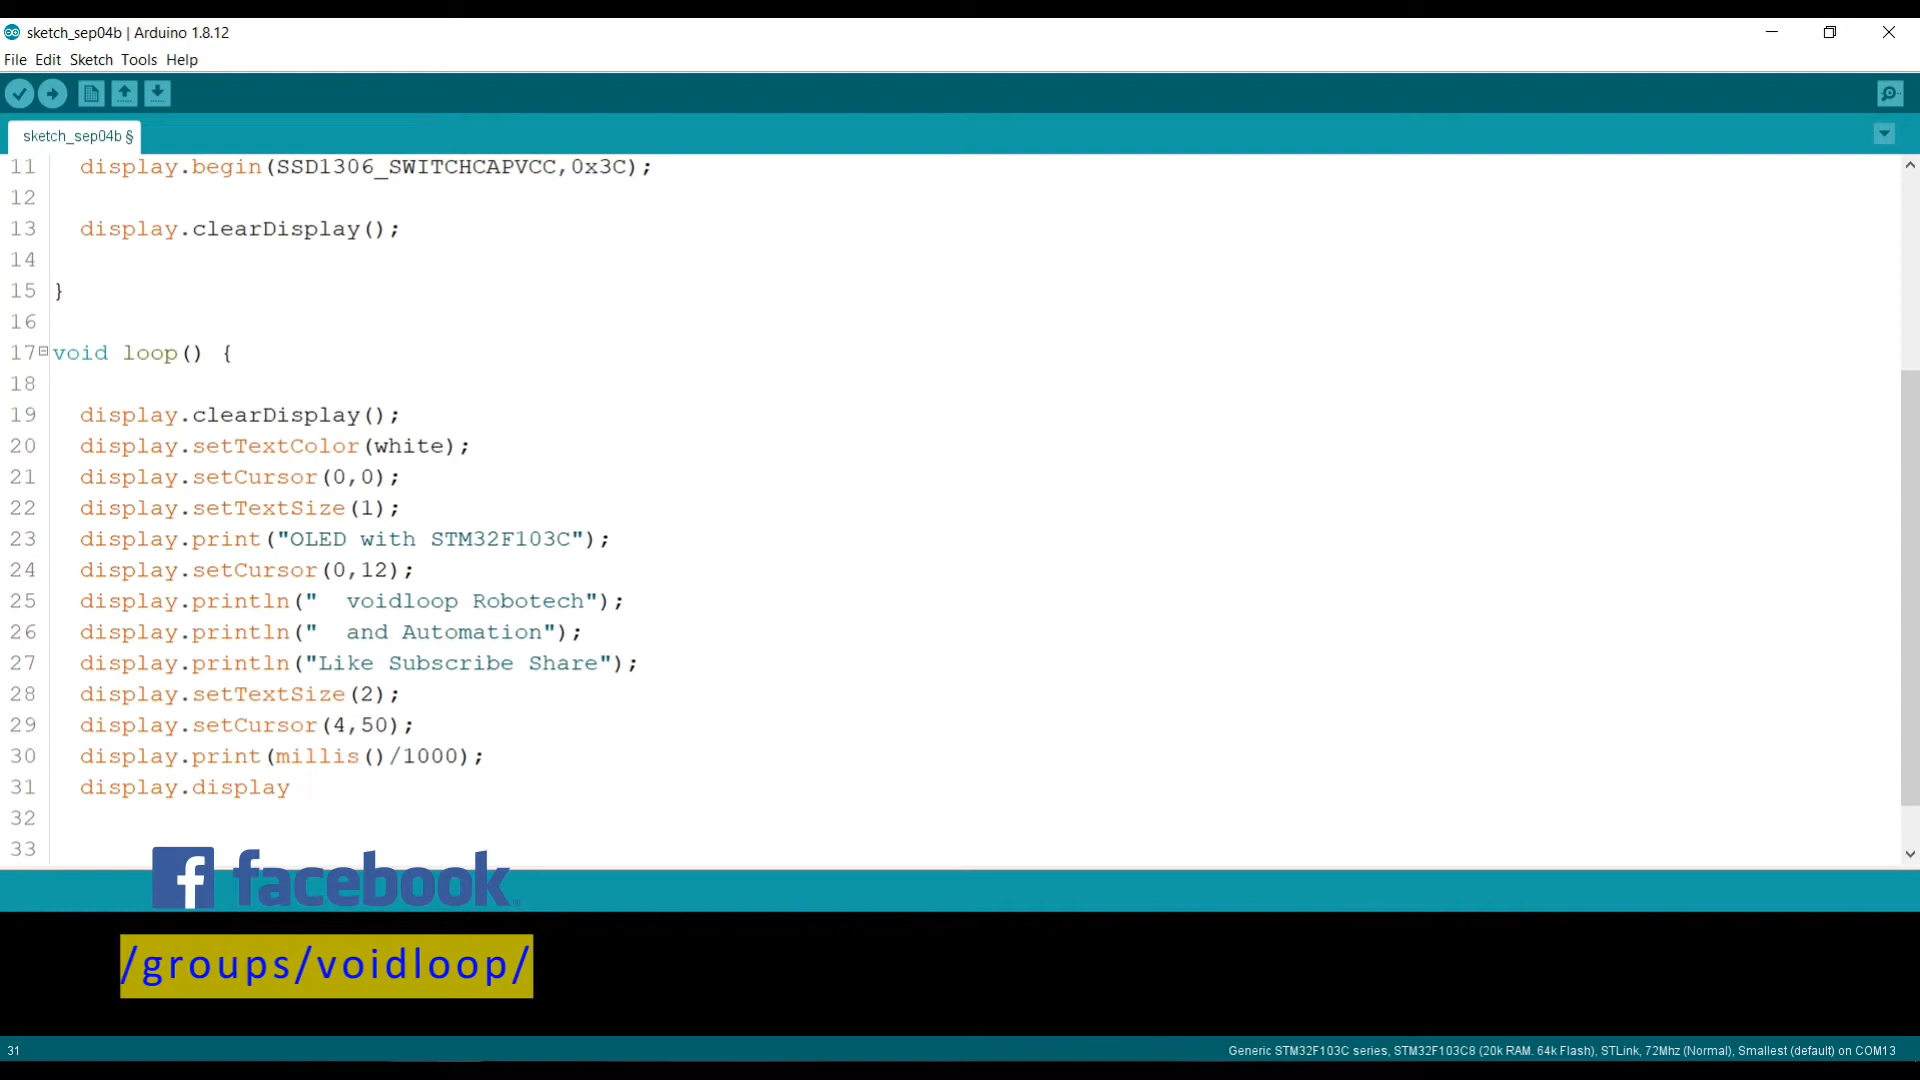 sketch_sep04b | Arduino 1.8.12
File Edit Sketch Tools Help
sketch_sep04b §
11 display.begin(SSD1306_SWITCHCAPVCC,0x3C);
12
13 display.clearDisplay();
14
15 }
16
17 void loop() {
18
19 display.clearDisplay();
20 display.setTextColor(white);
21 display.setCursor(0,0);
22 display.setTextSize(1);
23 display.print("OLED with STM32F103C");
24 display.setCursor(0,12);
25 display.println("  voidloop Robotech");
26 display.println("  and Automation");
27 display.println("Like Subscribe Share");
28 display.setTextSize(2);
29 display.setCursor(4,50);
30 display.print(millis()/1000);
31 display.display
32
33
f facebook
/groups/voidloop/
31 Generic STM32F103C series, STM32F103C8 (20k RAM. 64k Flash), STLink, 72Mhz (Normal), Smallest (default) on COM13